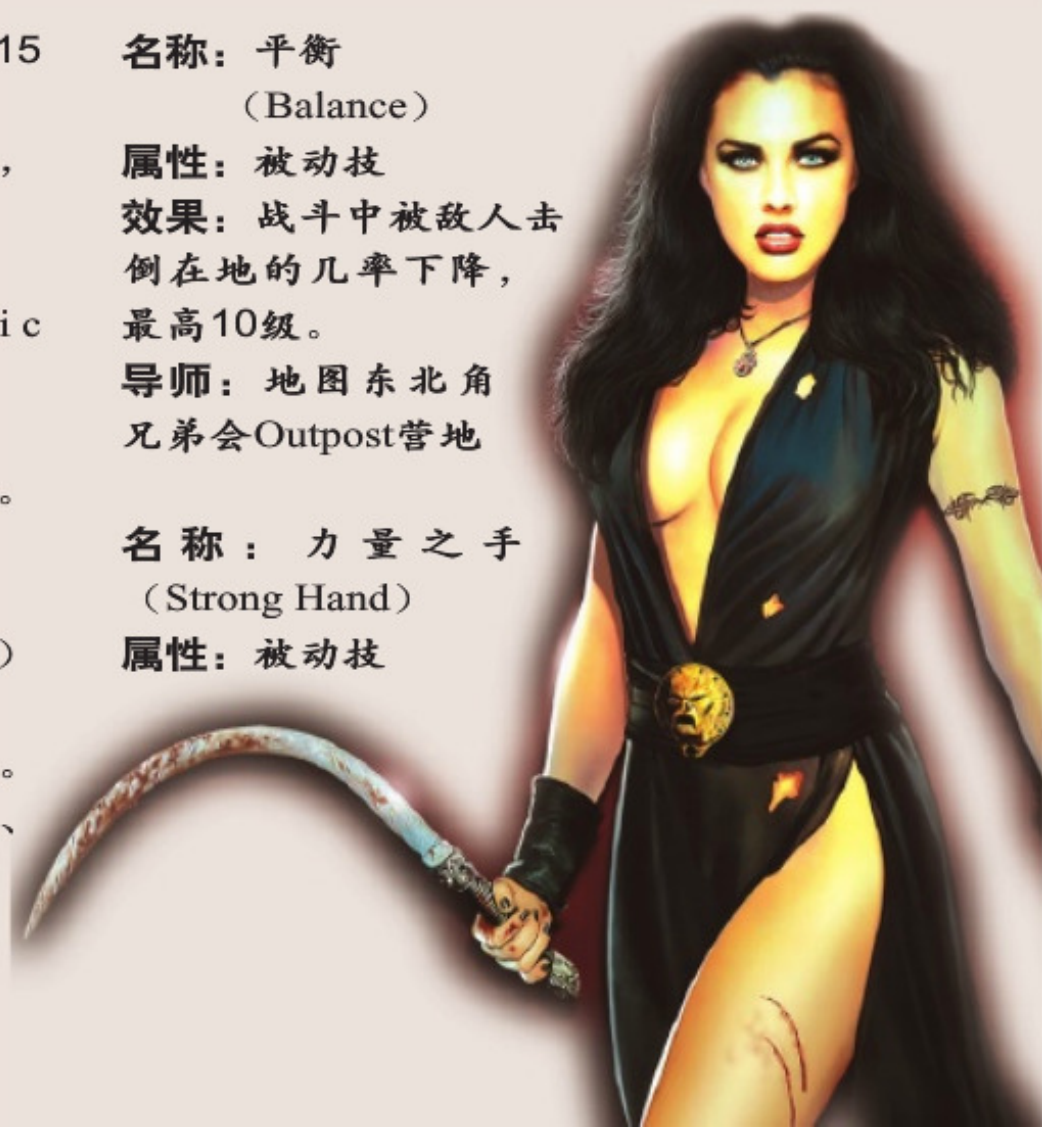 15
，
ic
。
）
。
、
名称：平衡
（Balance）
属性：被动技
效果：战斗中被敌人击
倒在地的几率下降，
最高10级。
导师：地图东北角
兄弟会Outpost营地
名称：力量之手
（Strong Hand）
属性：被动技